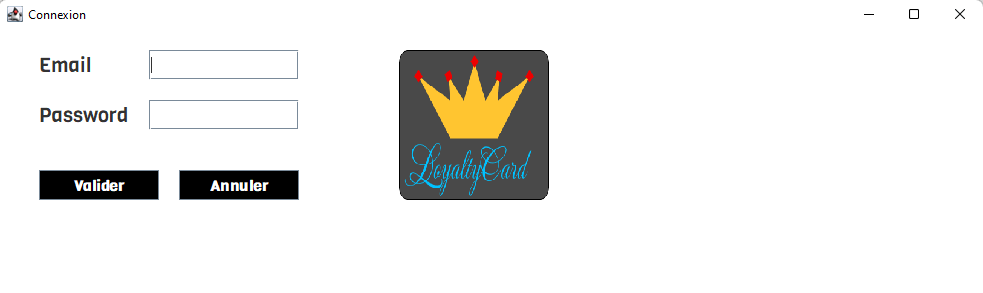 Connexion
Email
Password
Valider Annuler
LoyaltyCard